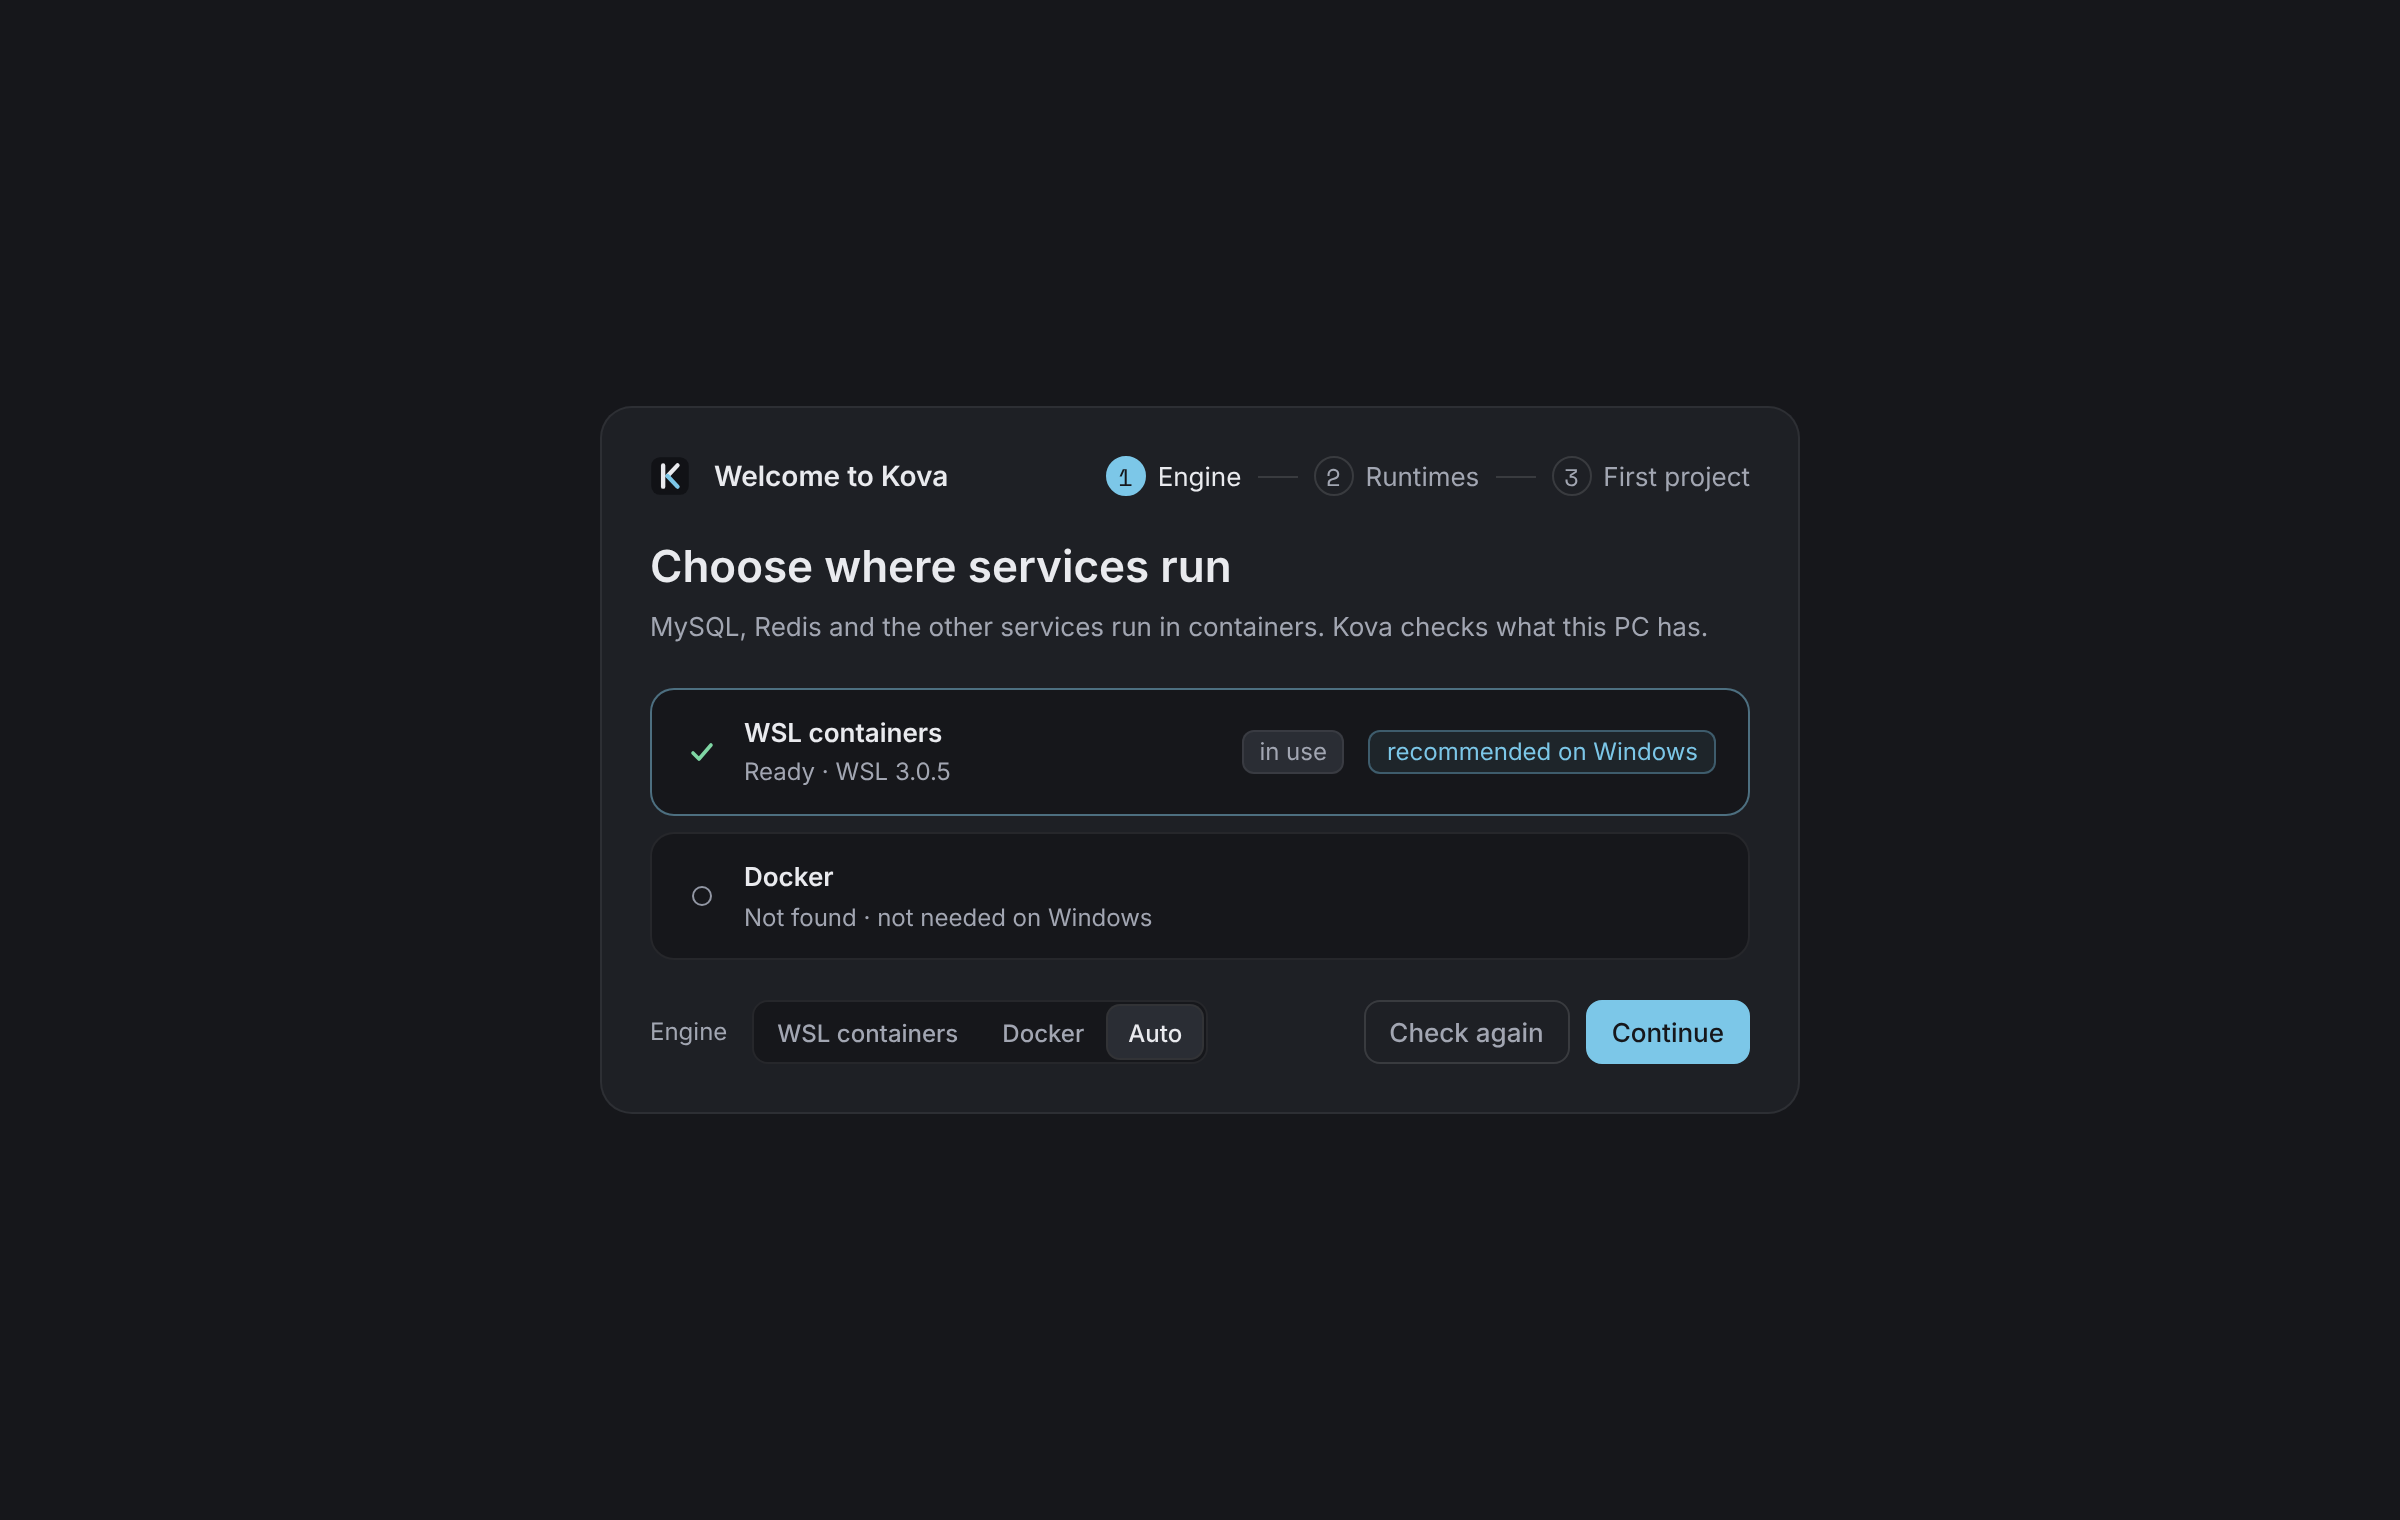 K Welcome to Kova
1 Engine 2 Runtimes 3 First project
Choose where services run
MySQL, Redis and the other services run in containers. Kova checks what this PC has.
WSL containers
Ready · WSL 3.0.5
in use recommended on Windows
Docker
Not found · not needed on Windows
Engine WSL containers Docker Auto Check again Continue